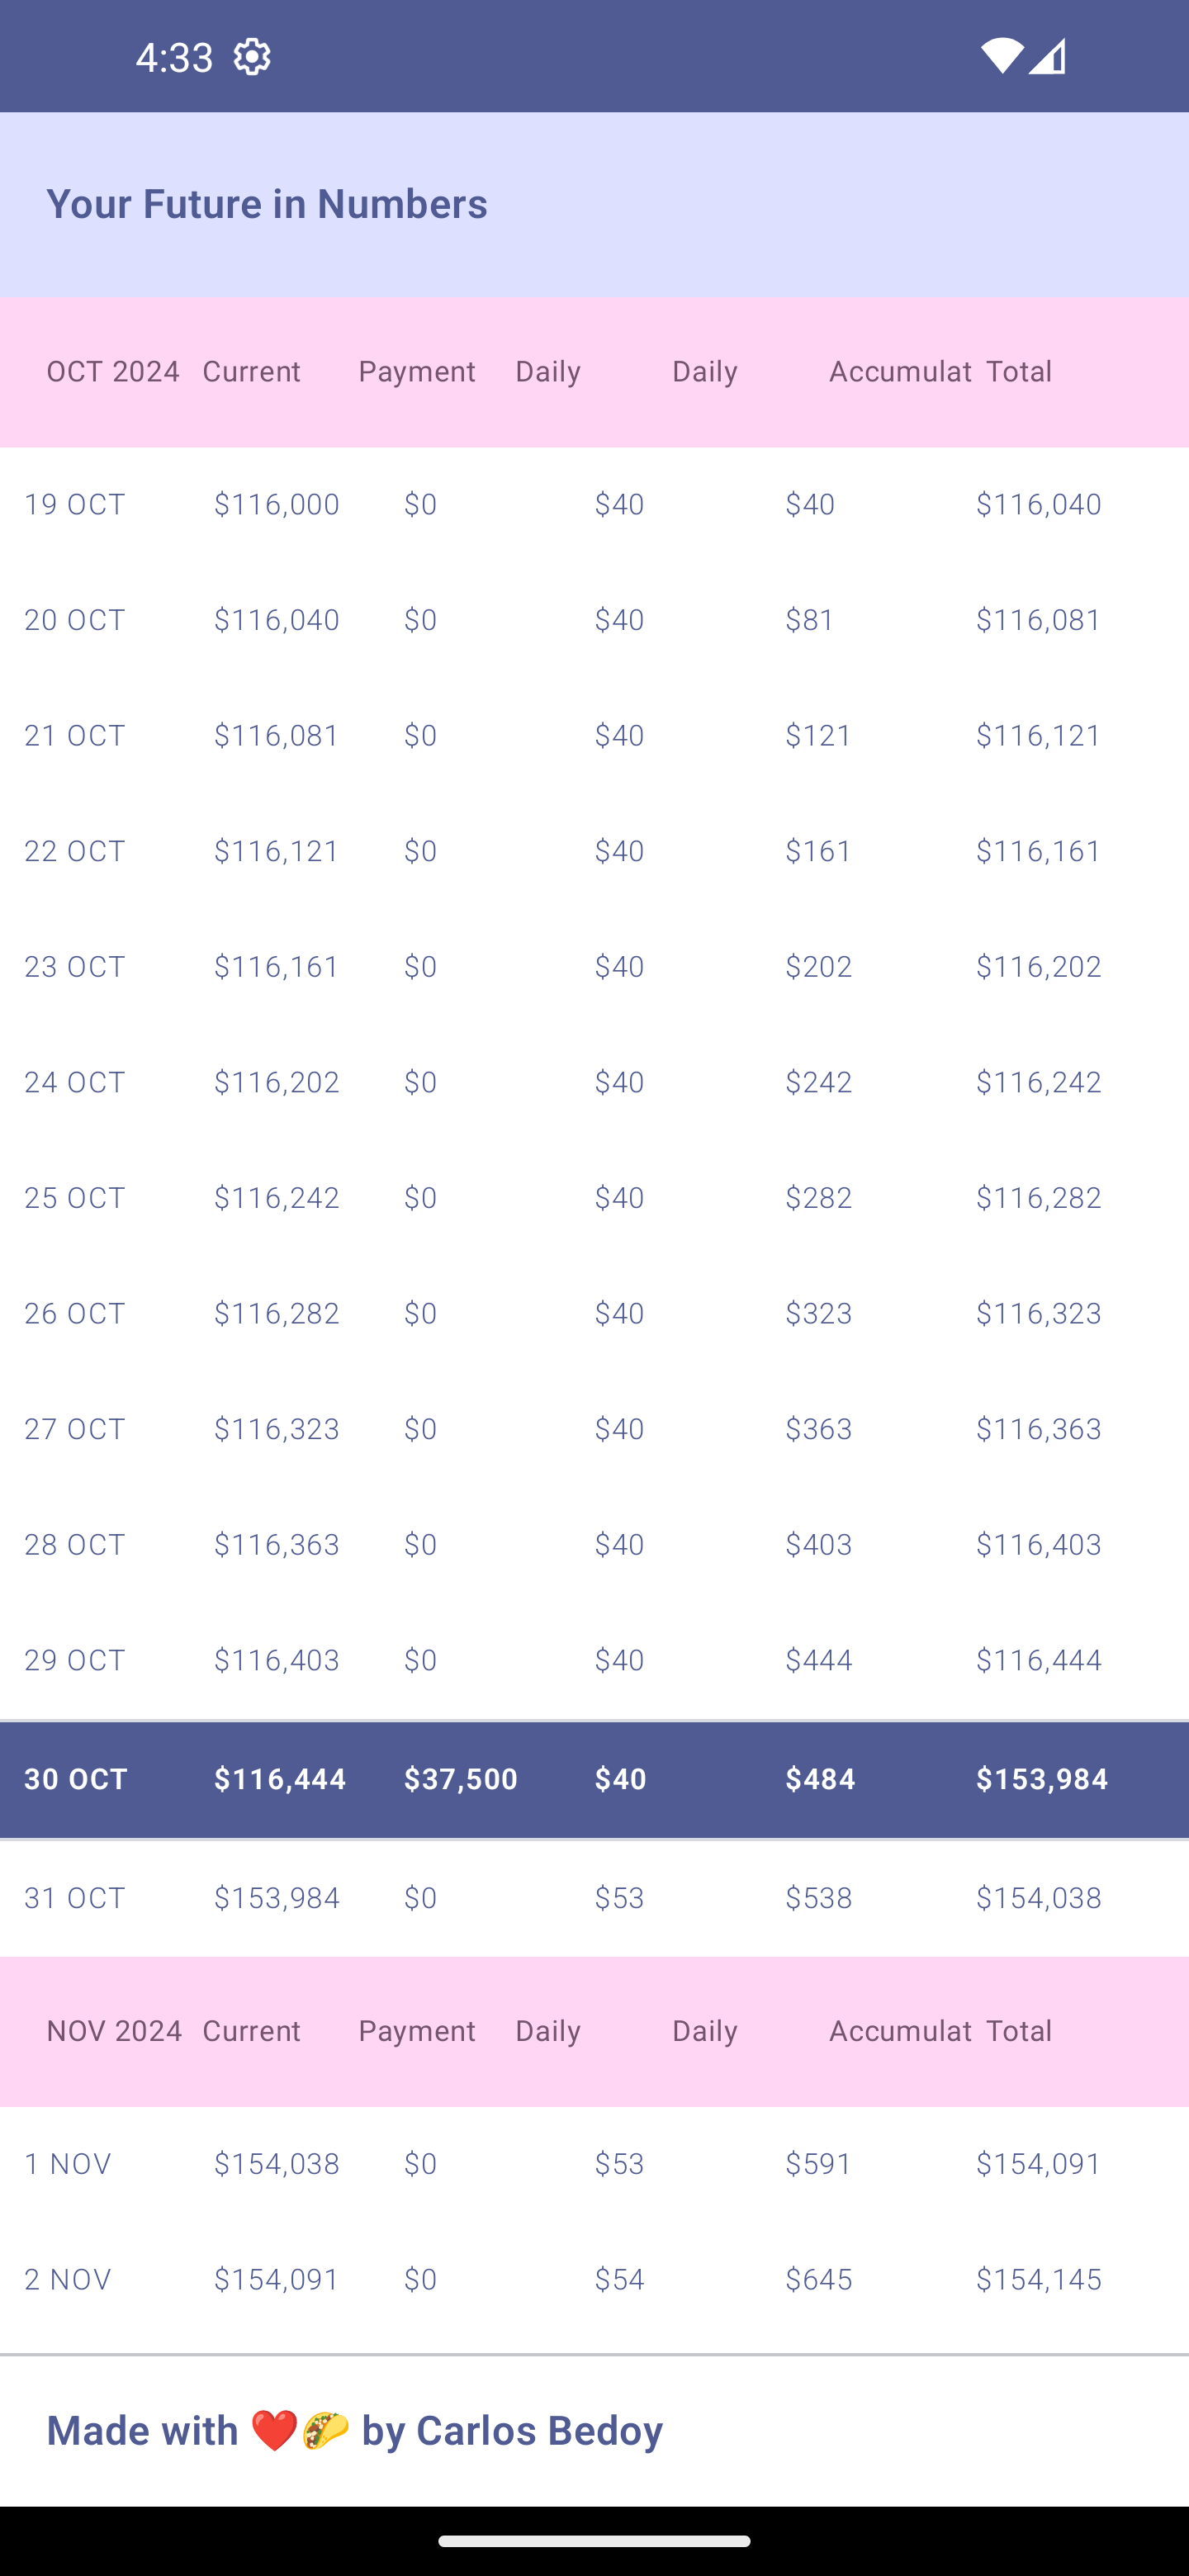 4:33
Your Future in Numbers
OCT 2024 Current Payment Daily Daily Accumulat Total
19 OCT $116,000 $0 $40 $40 $116,040
20 OCT $116,040 $0 $40 $81 $116,081
21 OCT $116,081 $0 $40 $121 $116,121
22 OCT $116,121 $0 $40 $161 $116,161
23 OCT $116,161 $0 $40 $202 $116,202
24 OCT $116,202 $0 $40 $242 $116,242
25 OCT $116,242 $0 $40 $282 $116,282
26 OCT $116,282 $0 $40 $323 $116,323
27 OCT $116,323 $0 $40 $363 $116,363
28 OCT $116,363 $0 $40 $403 $116,403
29 OCT $116,403 $0 $40 $444 $116,444
30 OCT $116,444 $37,500 $40 $484 $153,984
31 OCT $153,984 $0 $53 $538 $154,038
NOV 2024 Current Payment Daily Daily Accumulat Total
1 NOV $154,038 $0 $53 $591 $154,091
2 NOV $154,091 $0 $54 $645 $154,145
Made with ❤️🌮 by Carlos Bedoy